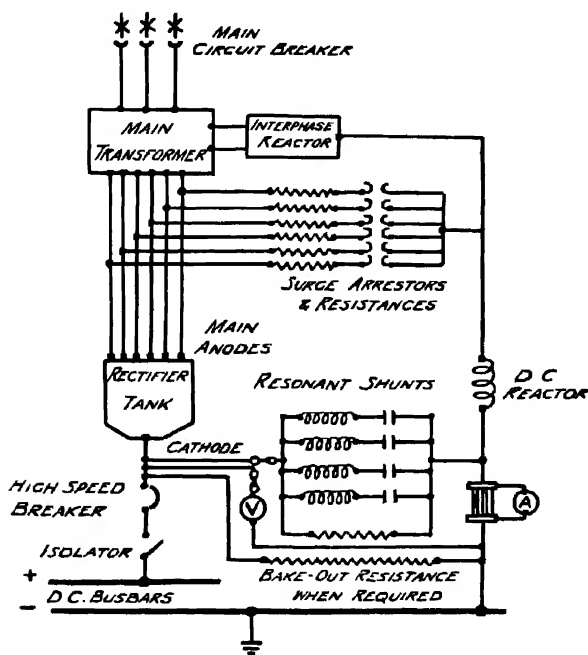 MAIN
CIRCUIT BREAKER
MAIN
TRANSFORMER
INTERPHASE
REACTOR
SURGE ARRESTORS
& RESISTANCES
MAIN
ANODES
RECTIFIER
TANK
RESONANT SHUNTS
D C
REACTOR
CATHODE
HIGH SPEED
BREAKER
V
A
ISOLATOR
+
D.C. BUSBARS
−
BAKE-OUT RESISTANCE
WHEN REQUIRED